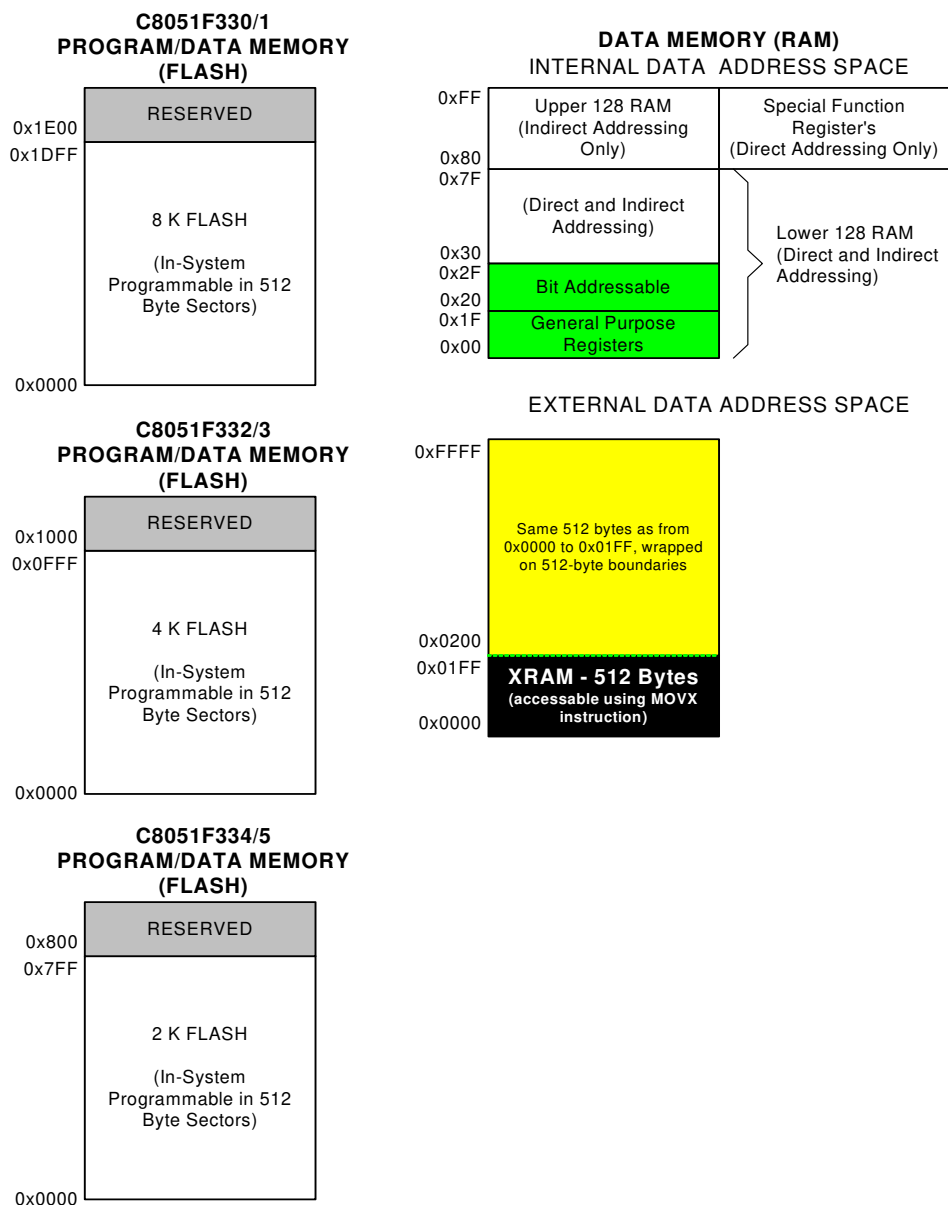 C8051F330/1
PROGRAM/DATA MEMORY
(FLASH)
RESERVED
0x1E00
0x1DFF
8 K FLASH
(In-System
Programmable in 512
Byte Sectors)
0x0000
C8051F332/3
PROGRAM/DATA MEMORY
(FLASH)
RESERVED
0x1000
0x0FFF
4 K FLASH
(In-System
Programmable in 512
Byte Sectors)
0x0000
C8051F334/5
PROGRAM/DATA MEMORY
(FLASH)
RESERVED
0x800
0x7FF
2 K FLASH
(In-System
Programmable in 512
Byte Sectors)
0x0000
DATA MEMORY (RAM)
INTERNAL DATA ADDRESS SPACE
0xFF
Upper 128 RAM
(Indirect Addressing
Only)
0x80
Special Function
Register's
(Direct Addressing Only)
0x7F
(Direct and Indirect
Addressing)
0x30
Lower 128 RAM
(Direct and Indirect
Addressing)
0x2F
Bit Addressable
0x20
0x1F
General Purpose
Registers
0x00
EXTERNAL DATA ADDRESS SPACE
0xFFFF
Same 512 bytes as from
0x0000 to 0x01FF, wrapped
on 512-byte boundaries
0x0200
0x01FF
XRAM - 512 Bytes
(accessable using MOVX
instruction)
0x0000